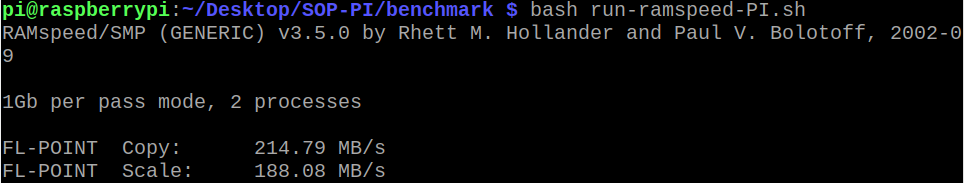 pi@raspberrypi:~/Desktop/SOP-PI/benchmark $ bash run-ramspeed-PI.sh
RAMspeed/SMP (GENERIC) v3.5.0 by Rhett M. Hollander and Paul V. Bolotoff, 2002-0
9
1Gb per pass mode, 2 processes
FL-POINT  Copy:      214.79 MB/s
FL-POINT  Scale:     188.08 MB/s